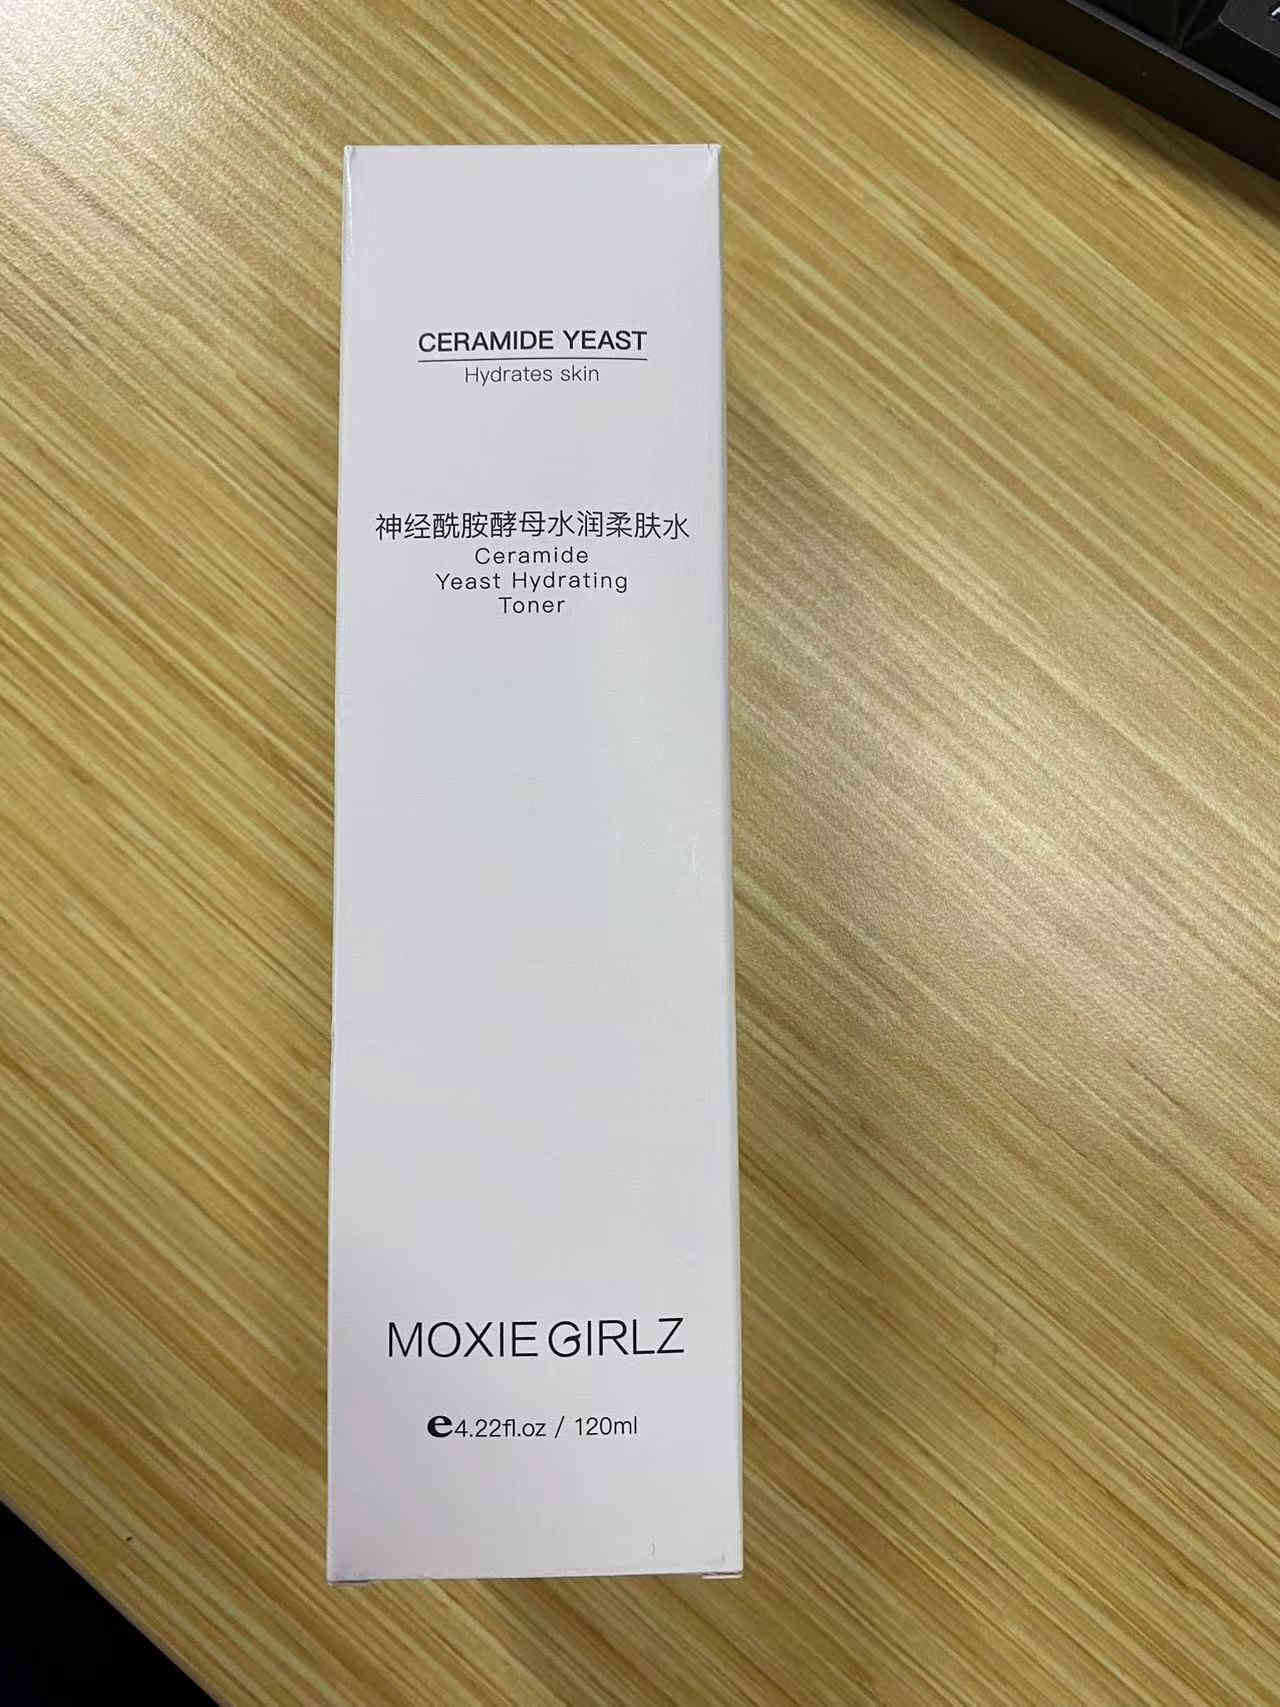 CERAMIDE YEAST
Hydrates skin
神经酰胺酵母水润柔肤水
Ceramide
Yeast Hydrating
Toner
MOXIE GIRLZ
e4.22fl.oz / 120ml